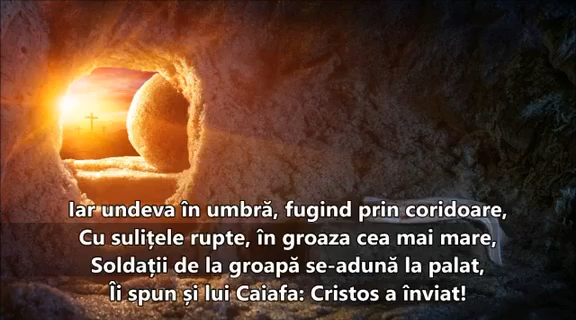 Iar undeva în umbră, fugind prin coridoare,
Cu sulițele rupte, în groaza cea mai mare,
Soldații de la groapă se-adună la palat,
Îi spun și lui Caiafa: Cristos a înviat!